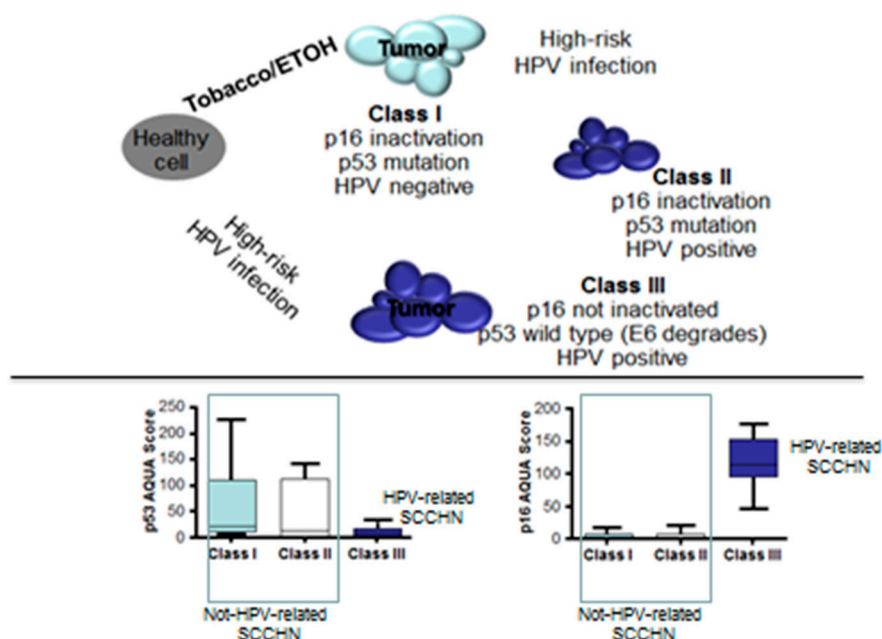 Tobacco/ETOH
Tumor
High-risk
HPV infection
Healthy
cell
Class I
p16 inactivation
p53 mutation
HPV negative
Class II
p16 inactivation
p53 mutation
HPV positive
High-risk
HPV infection
Tumor
Class III
p16 not inactivated
p53 wild type (E6 degrades)
HPV positive
p53 AQUA Score
250
200
150
100
50
0
Class I
Class II
Class III
HPV-related
SCCHN
Not-HPV-related
SCCHN
p16 AQUA Score
200
150
100
50
0
Class I
Class II
Class III
HPV-related
SCCHN
Not-HPV-related
SCCHN